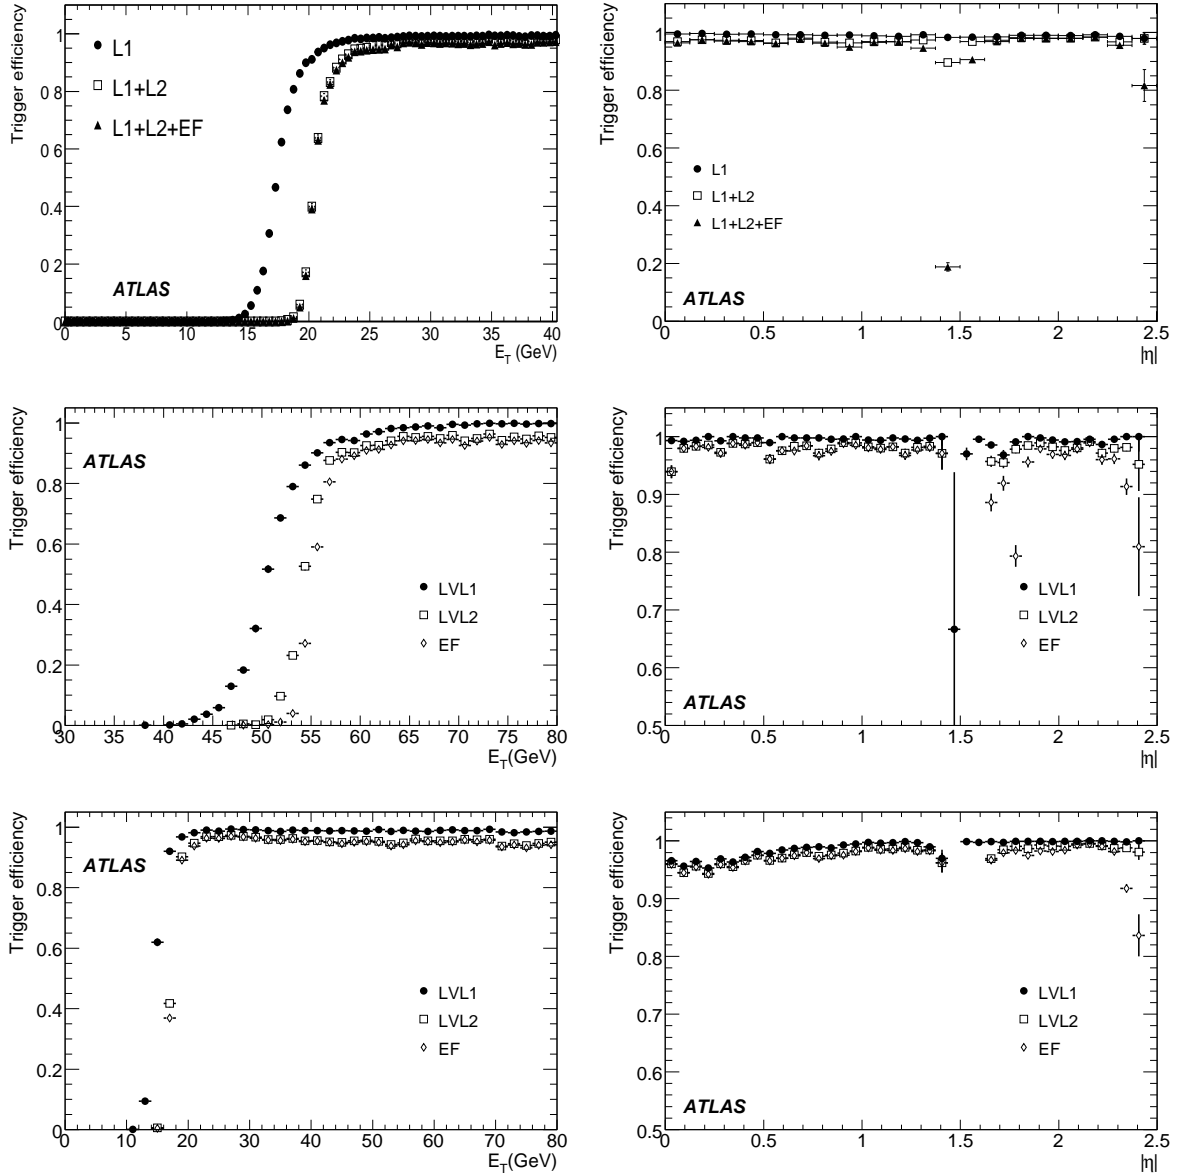 Trigger efficiency
1
0.8
0.6
0.4
0.2
0
L1
L1+L2
L1+L2+EF
ATLAS
0 5 10 15 20 25 30 35 40
E_T (GeV)
Trigger efficiency
1
0.8
0.6
0.4
0.2
0
L1
L1+L2
L1+L2+EF
ATLAS
0 0.5 1 1.5 2 2.5
|η|
Trigger efficiency
1
0.8
0.6
0.4
0.2
0
ATLAS
LVL1
LVL2
EF
30 35 40 45 50 55 60 65 70 75 80
E_T(GeV)
Trigger efficiency
1
0.9
0.8
0.7
0.6
0.5
LVL1
LVL2
EF
ATLAS
0 0.5 1 1.5 2 2.5
|η|
Trigger efficiency
1
0.8
0.6
0.4
0.2
0
ATLAS
LVL1
LVL2
EF
0 10 20 30 40 50 60 70 80
E_T(GeV)
Trigger efficiency
1
0.9
0.8
0.7
0.6
0.5
LVL1
LVL2
EF
ATLAS
0 0.5 1 1.5 2 2.5
|η|